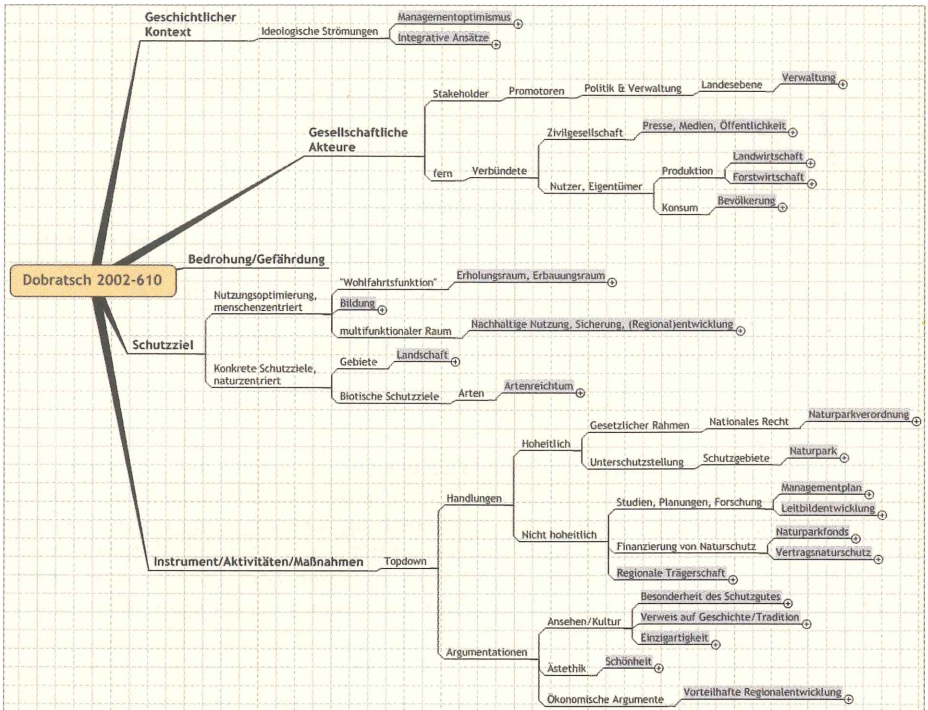 Geschichtlicher
Kontext
Ideologische Strömungen
Managementoptimismus
Integrative Ansätze
Gesellschaftliche
Akteure
Stakeholder
Promotoren
Politik & Verwaltung
Landesebene
Verwaltung
fern
Verbündete
Zivilgesellschaft
Presse, Medien, Öffentlichkeit
Nutzer, Eigentümer
Produktion
Landwirtschaft
Forstwirtschaft
Konsum
Bevölkerung
Dobratsch 2002-610
Bedrohung/Gefährdung
Schutzziel
Nutzungsoptimierung,
menschenzentriert
"Wohlfahrtsfunktion"
Erholungsraum, Erbauungsraum
Bildung
multifunktionaler Raum
Nachhaltige Nutzung, Sicherung, (Regional)entwicklung
Konkrete Schutzziele,
naturzentriert
Gebiete
Landschaft
Biotische Schutzziele
Arten
Artenreichtum
Instrument/Aktivitäten/Maßnahmen
Topdown
Handlungen
Hoheitlich
Gesetzlicher Rahmen
Nationales Recht
Naturparkverordnung
Unterschutzstellung
Schutzgebiete
Naturpark
Nicht hoheitlich
Studien, Planungen, Forschung
Managementplan
Leitbildentwicklung
Finanzierung von Naturschutz
Naturparkfonds
Vertragsnaturschutz
Regionale Trägerschaft
Argumentationen
Ansehen/Kultur
Besonderheit des Schutzgutes
Verweis auf Geschichte/Tradition
Einzigartigkeit
Ästethik
Schönheit
Ökonomische Argumente
Vorteilhafte Regionalentwicklung